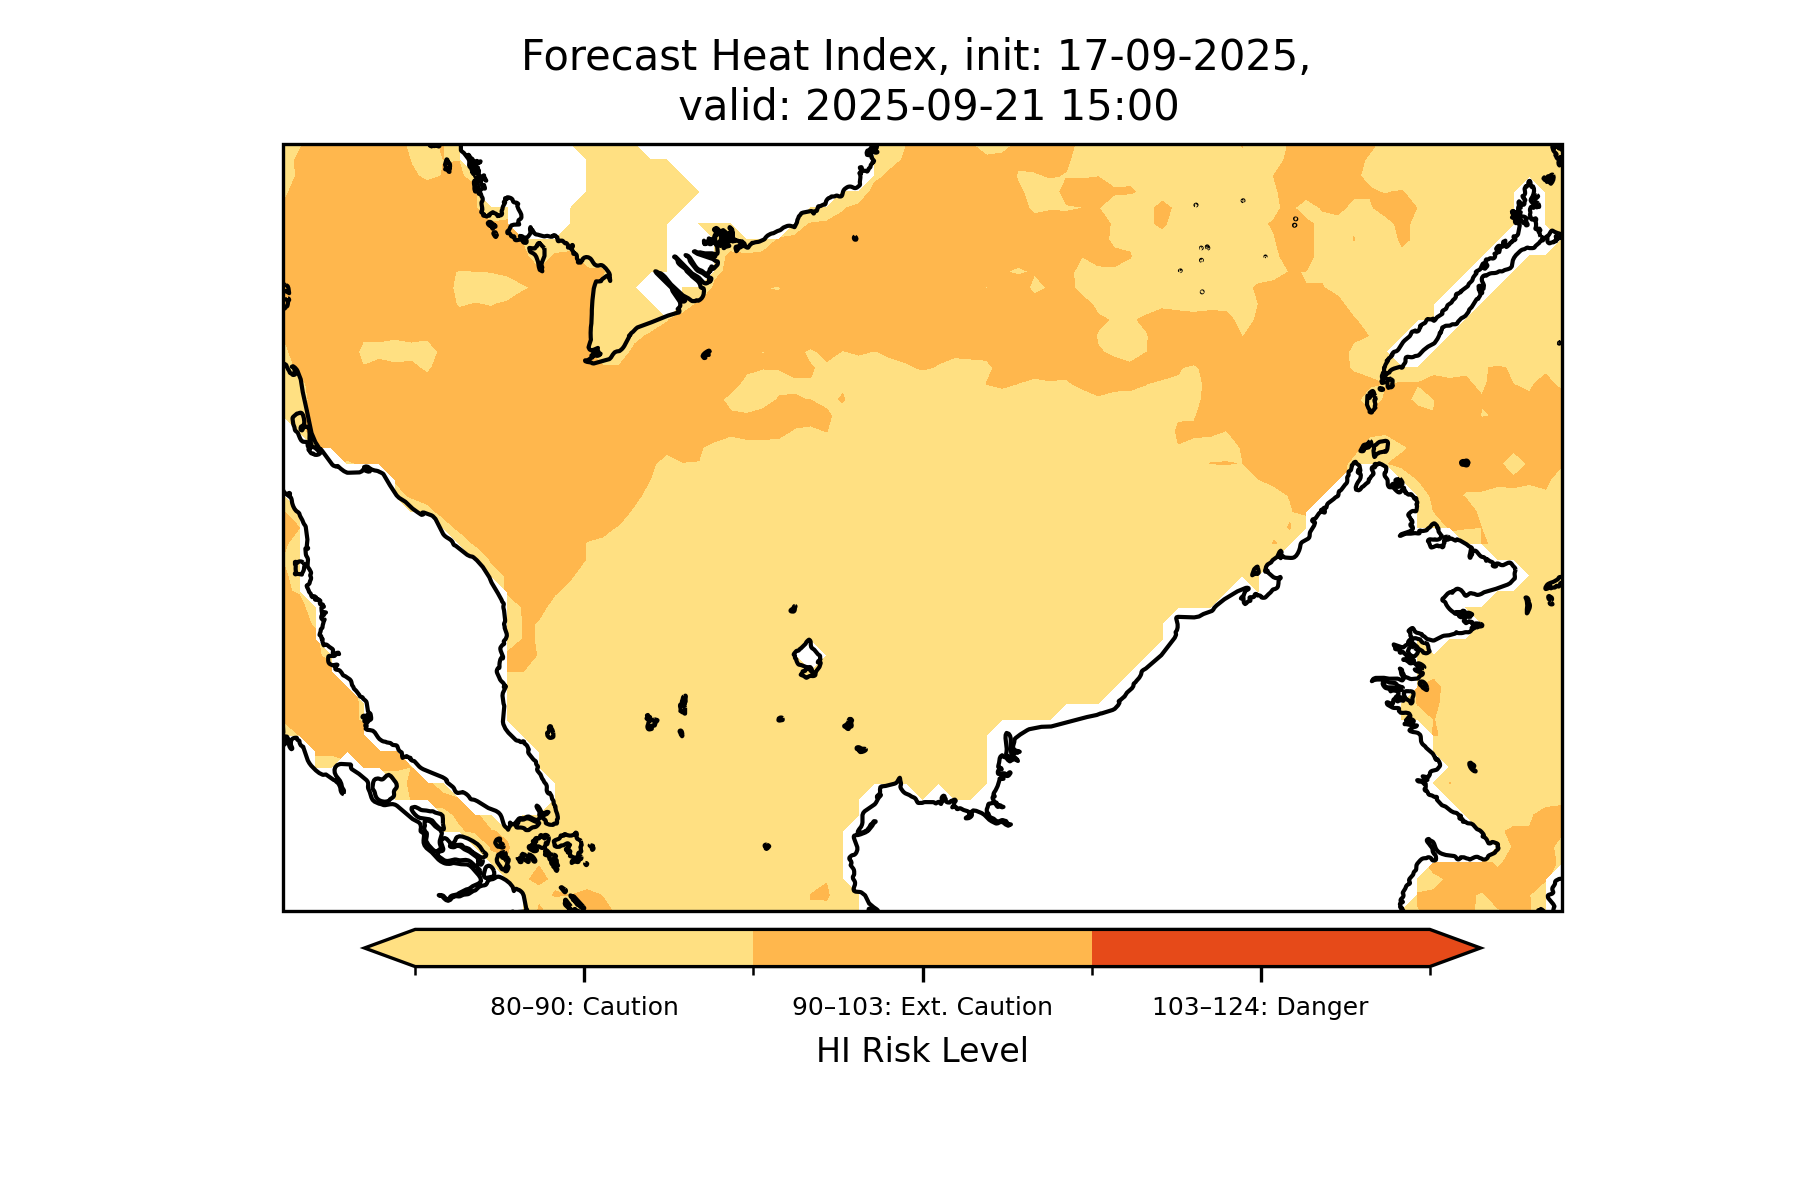 Forecast Heat Index, init: 17-09-2025,
valid: 2025-09-21 15:00
80–90: Caution
90–103: Ext. Caution
103–124: Danger
HI Risk Level